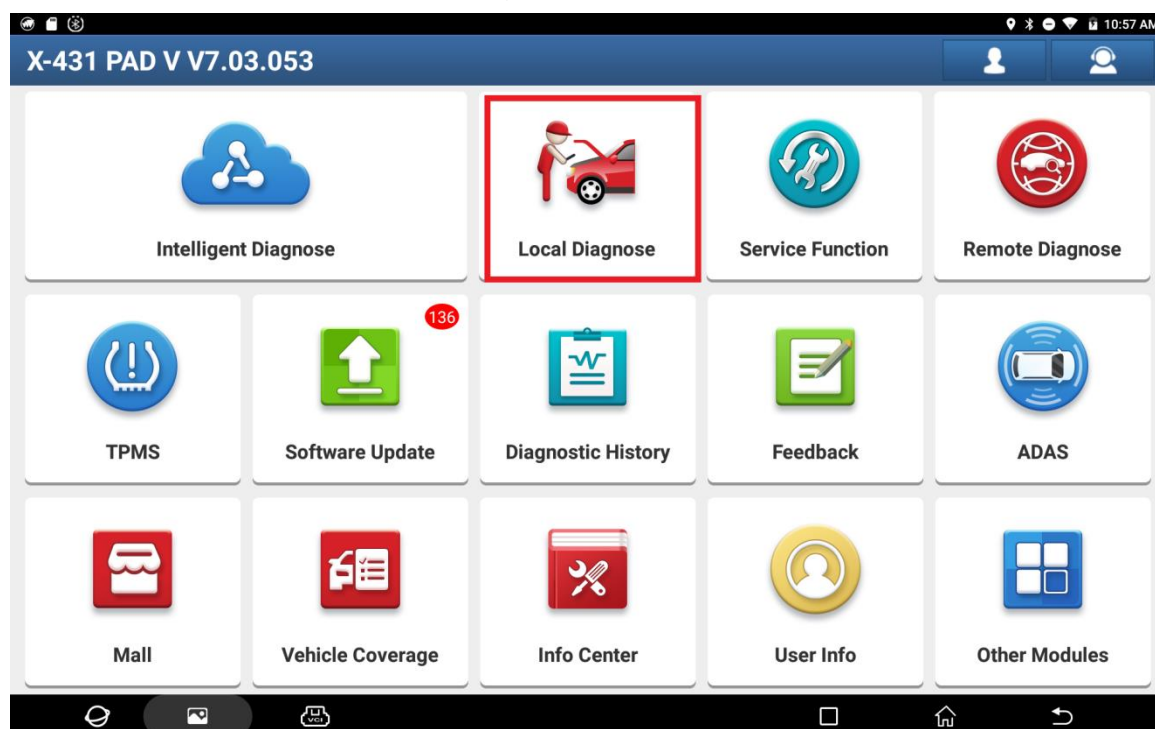 10:57 AM
X-431 PAD V V7.03.053
Intelligent Diagnose
Local Diagnose
Service Function
Remote Diagnose
136
TPMS
Software Update
Diagnostic History
Feedback
ADAS
Mall
Vehicle Coverage
Info Center
User Info
Other Modules
VCI